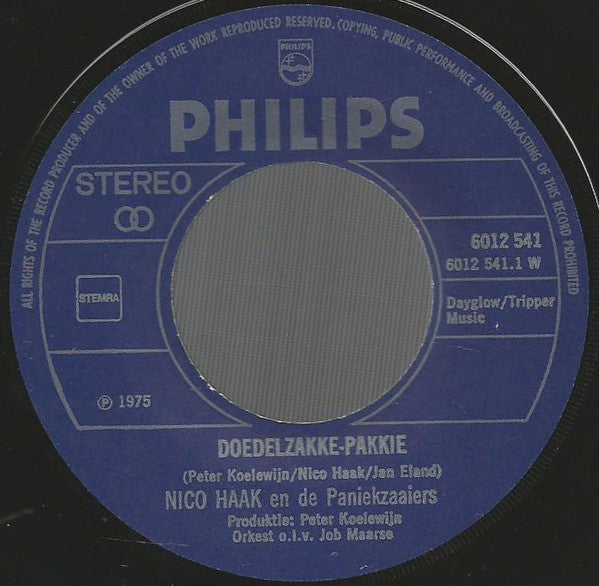 ALL RIGHTS OF THE RECORD PRODUCER AND OF THE OWNER OF THE WORK REPRODUCED RESERVED. COPYING, PUBLIC PERFORMANCE AND BROADCASTING OF THIS RECORD PROHIBITED
PHILIPS
PHILIPS
STEREO
STEMRA
℗ 1975
6012 541
6012 541.1 W
Dayglow/Tripper
Music
DOEDELZAKKE-PAKKIE
(Peter Koelewijn/Nico Haak/Jan Eland)
NICO HAAK en de Paniekzaaiers
Produktie: Peter Koelewijn
Orkest o.l.v. Job Maarse